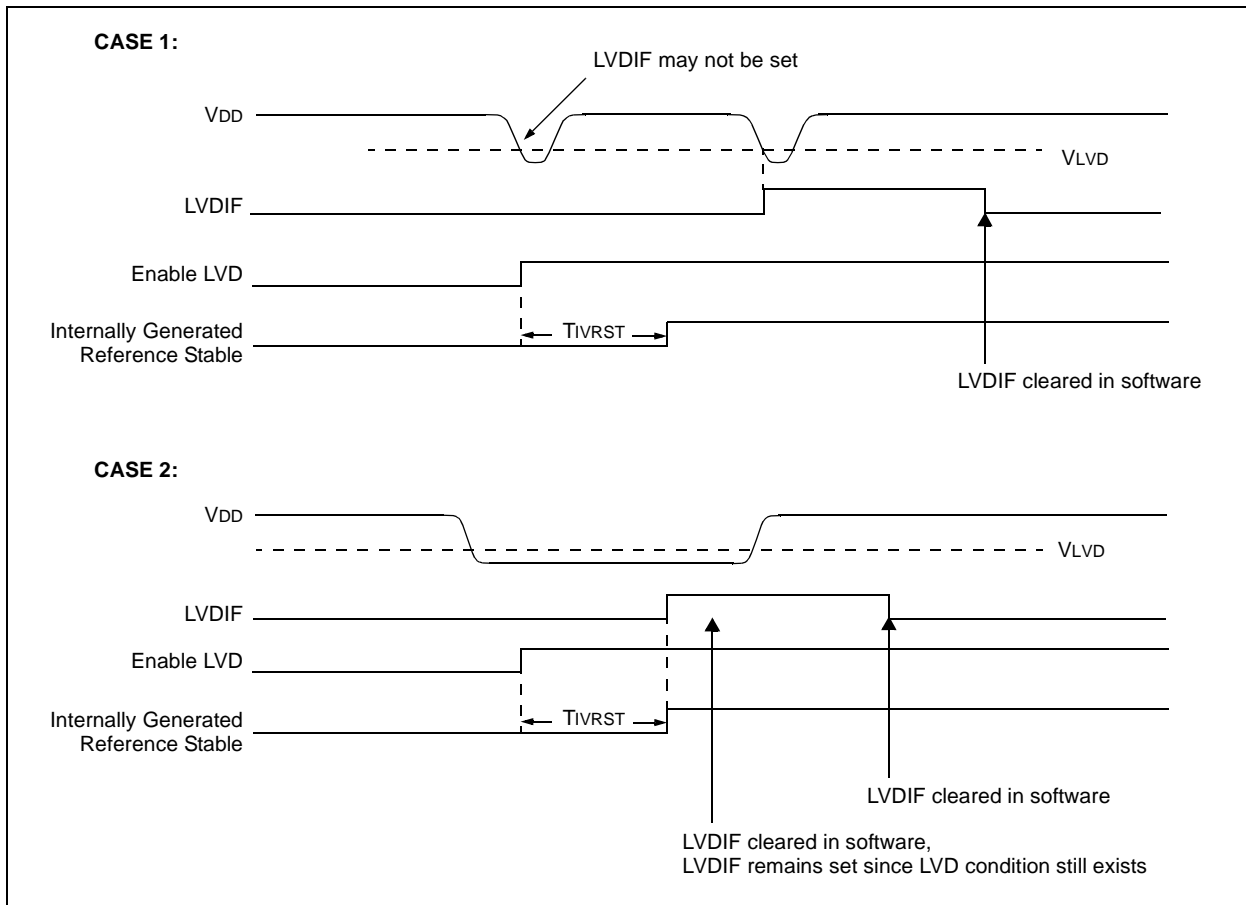 CASE 1:
LVDIF may not be set
VDD
VLVD
LVDIF
Enable LVD
Internally Generated
Reference Stable
TIVRST
LVDIF cleared in software
CASE 2:
VDD
VLVD
LVDIF
Enable LVD
Internally Generated
Reference Stable
TIVRST
LVDIF cleared in software
LVDIF cleared in software,
LVDIF remains set since LVD condition still exists